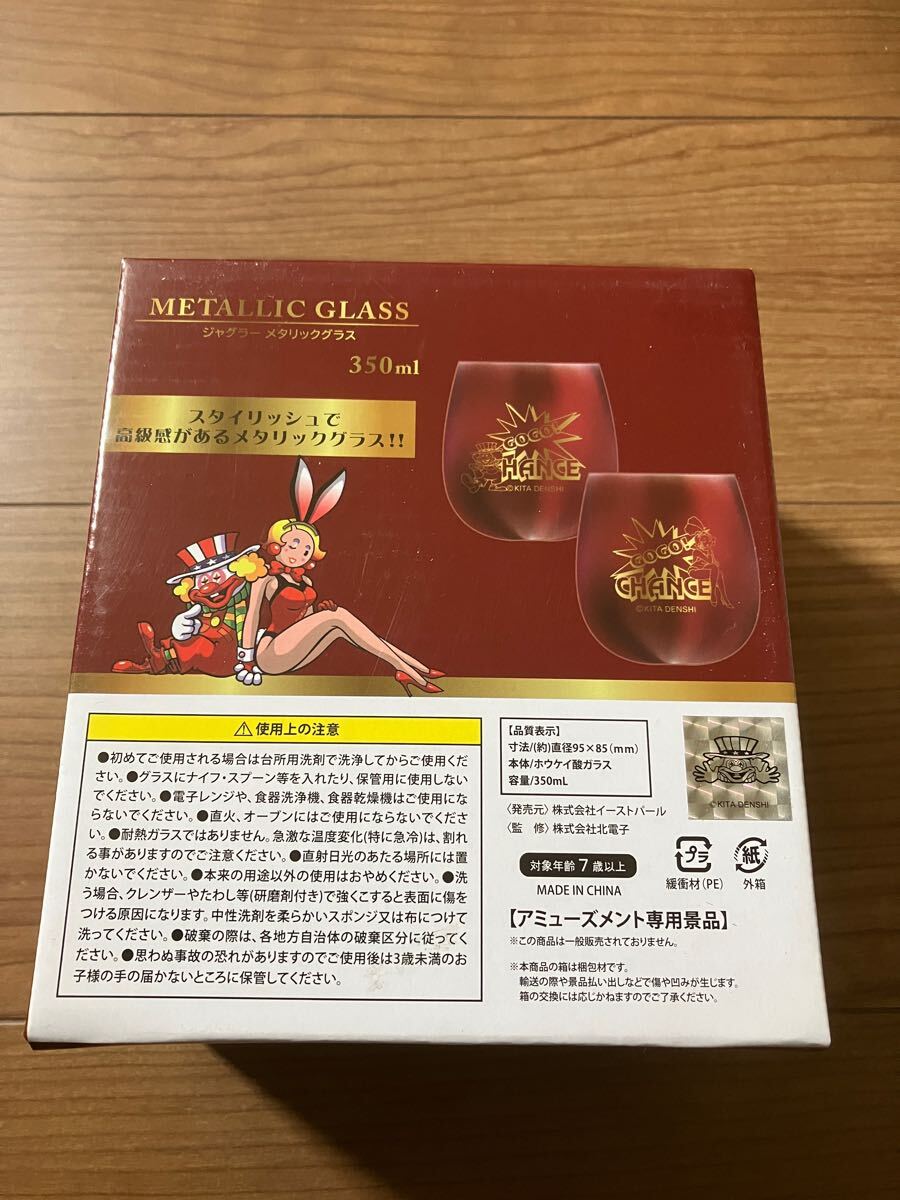 METALLIC GLASS
ジャグラー メタリックグラス
350ml
スタイリッシュで
高級感があるメタリックグラス!!
GOGO!
CHANCE
©KITA DENSHI
GOGO!
CHANCE
©KITA DENSHI
⚠使用上の注意
●初めてご使用される場合は台所用洗剤で洗浄してからご使用くだ
さい。●グラスにナイフ・スプーン等を入れたり、保管用に使用しない
でください。●電子レンジや、食器洗浄機、食器乾燥機はご使用にな
らないでください。●直火、オーブンにはご使用にならないでください。
●耐熱ガラスではありません。急激な温度変化(特に急冷)は、割れ
る事がありますのでご注意ください。●直射日光のあたる場所には置
かないでください。●本来の用途以外の使用はおやめください。●洗
う場合、クレンザーやたわし等(研磨剤付き)で強くこすると表面に傷を
つける原因になります。中性洗剤を柔らかいスポンジ又は布につけて
洗ってください。●破棄の際は、各地方自治体の破棄区分に従ってく
ださい。●思わぬ事故の恐れがありますのでご使用後は3歳未満のお
子様の手の届かないところに保管してください。
【品質表示】
寸法/(約)直径95×85(mm)
本体/ホウケイ酸ガラス
容量/350mL
〈発売元〉株式会社イーストパール
〈監 修〉株式会社北電子
©KITA DENSHI
対象年齢7歳以上
MADE IN CHINA
プラ
緩衝材(PE)
紙
外箱
【アミューズメント専用景品】
※この商品は一般販売されておりません。
※本商品の箱は梱包材です。
輸送の際や景品払い出しなどで傷や凹みが生じます。
箱の交換には応じかねますのでご了承ください。